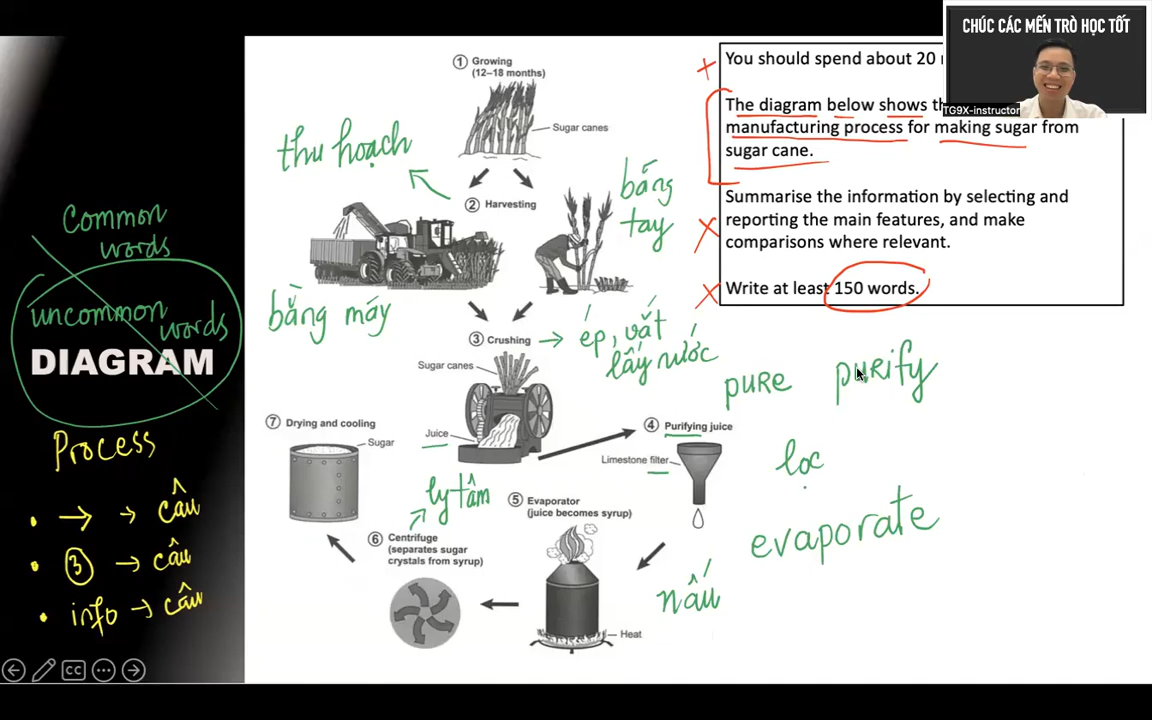 CHÚC CÁC MẾN TRÒ HỌC TỐT
TG9X-instructor
You should spend about 20
The diagram below shows
manufacturing process for making sugar from
sugar cane.
Summarise the information by selecting and
reporting the main features, and make
comparisons where relevant.
Write at least 150 words.
Common
words
uncommon
words
DIAGRAM
Process
→ → câu
3 → câu
info → câu
1 Growing
(12–18 months)
Sugar canes
thu hoạch
2 Harvesting
bằng
tay
bằng máy
3 Crushing → ép, vắt
lấy nước
Sugar canes
Juice
4 Purifying juice
Limestone filter
pure purify
lọc
7 Drying and cooling
Sugar
ly tâm
5 Evaporator
(juice becomes syrup)
evaporate
6 Centrifuge
(separates sugar
crystals from syrup)
nấu
Heat
CC